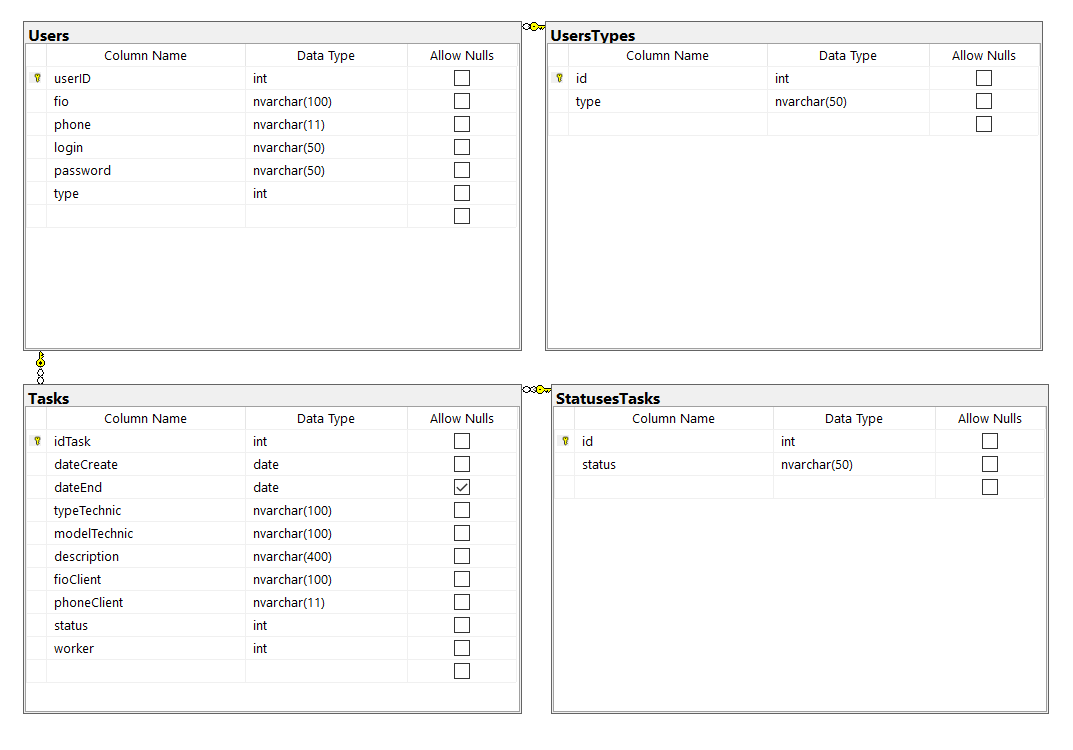 Users
Column Name Data Type Allow Nulls
userID int
fio nvarchar(100)
phone nvarchar(11)
login nvarchar(50)
password nvarchar(50)
type int
UsersTypes
Column Name Data Type Allow Nulls
id int
type nvarchar(50)
Tasks
Column Name Data Type Allow Nulls
idTask int
dateCreate date
dateEnd date
typeTechnic nvarchar(100)
modelTechnic nvarchar(100)
description nvarchar(400)
fioClient nvarchar(100)
phoneClient nvarchar(11)
status int
worker int
StatusesTasks
Column Name Data Type Allow Nulls
id int
status nvarchar(50)